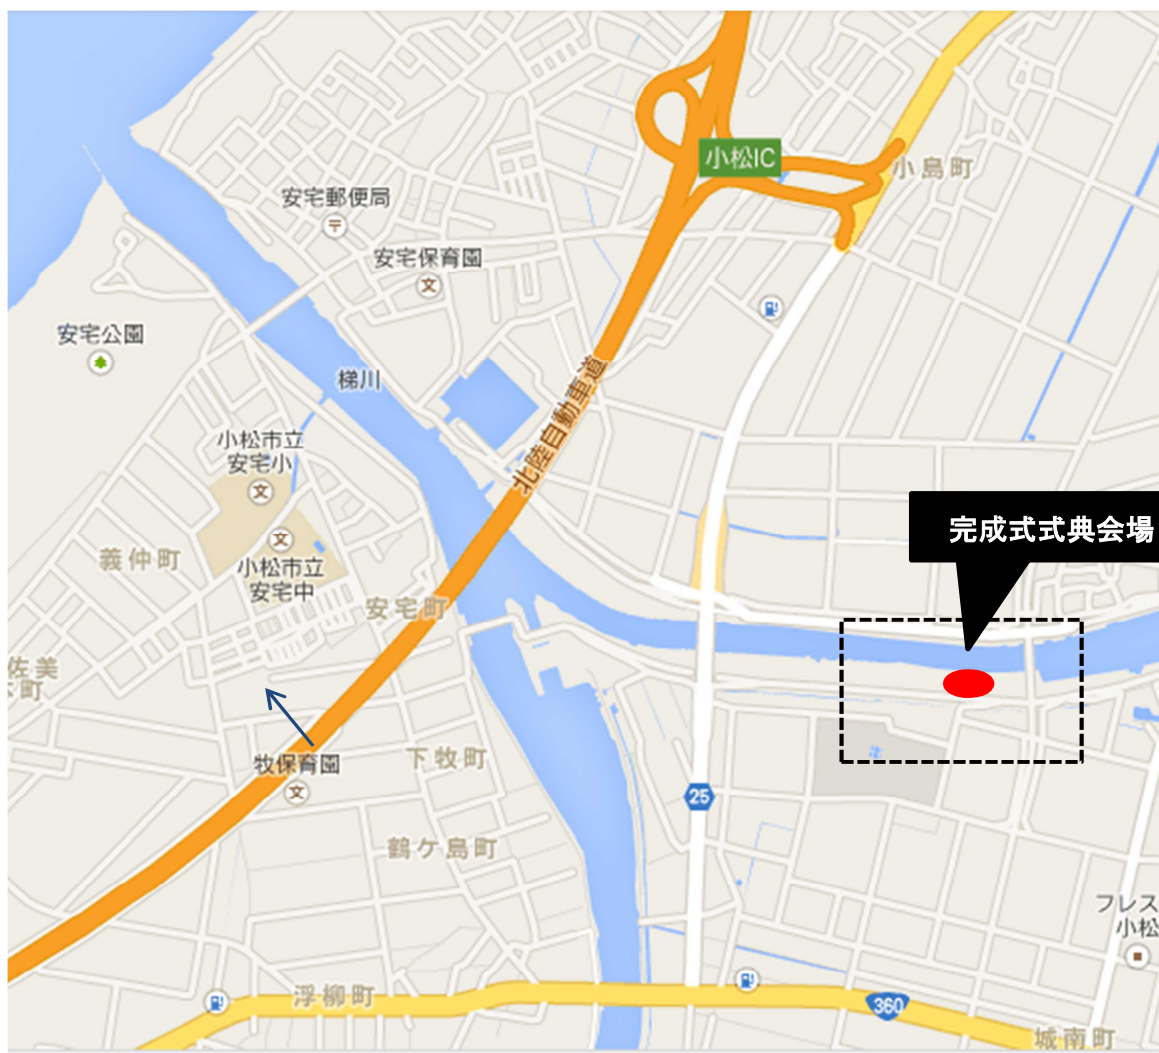 小松IC
小島町
安宅郵便局
安宅保育園
安宅公園
梯川
北陸自動車道
小松市立
安宅小
完成式式典会場
義仲町
小松市立
安宅中
安宅町
佐美
町
牧保育園
下牧町
25
鶴ケ島町
フレス
小松
浮柳町
360
城南町